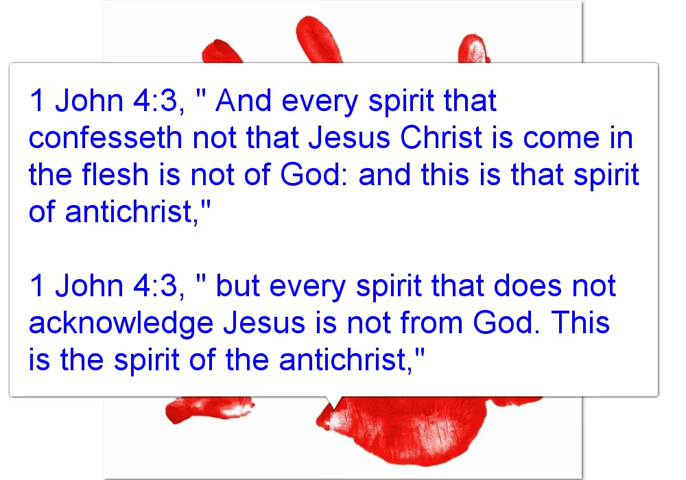 1 John 4:3, " And every spirit that
confesseth not that Jesus Christ is come in
the flesh is not of God: and this is that spirit
of antichrist,"
1 John 4:3, " but every spirit that does not
acknowledge Jesus is not from God. This
is the spirit of the antichrist,"